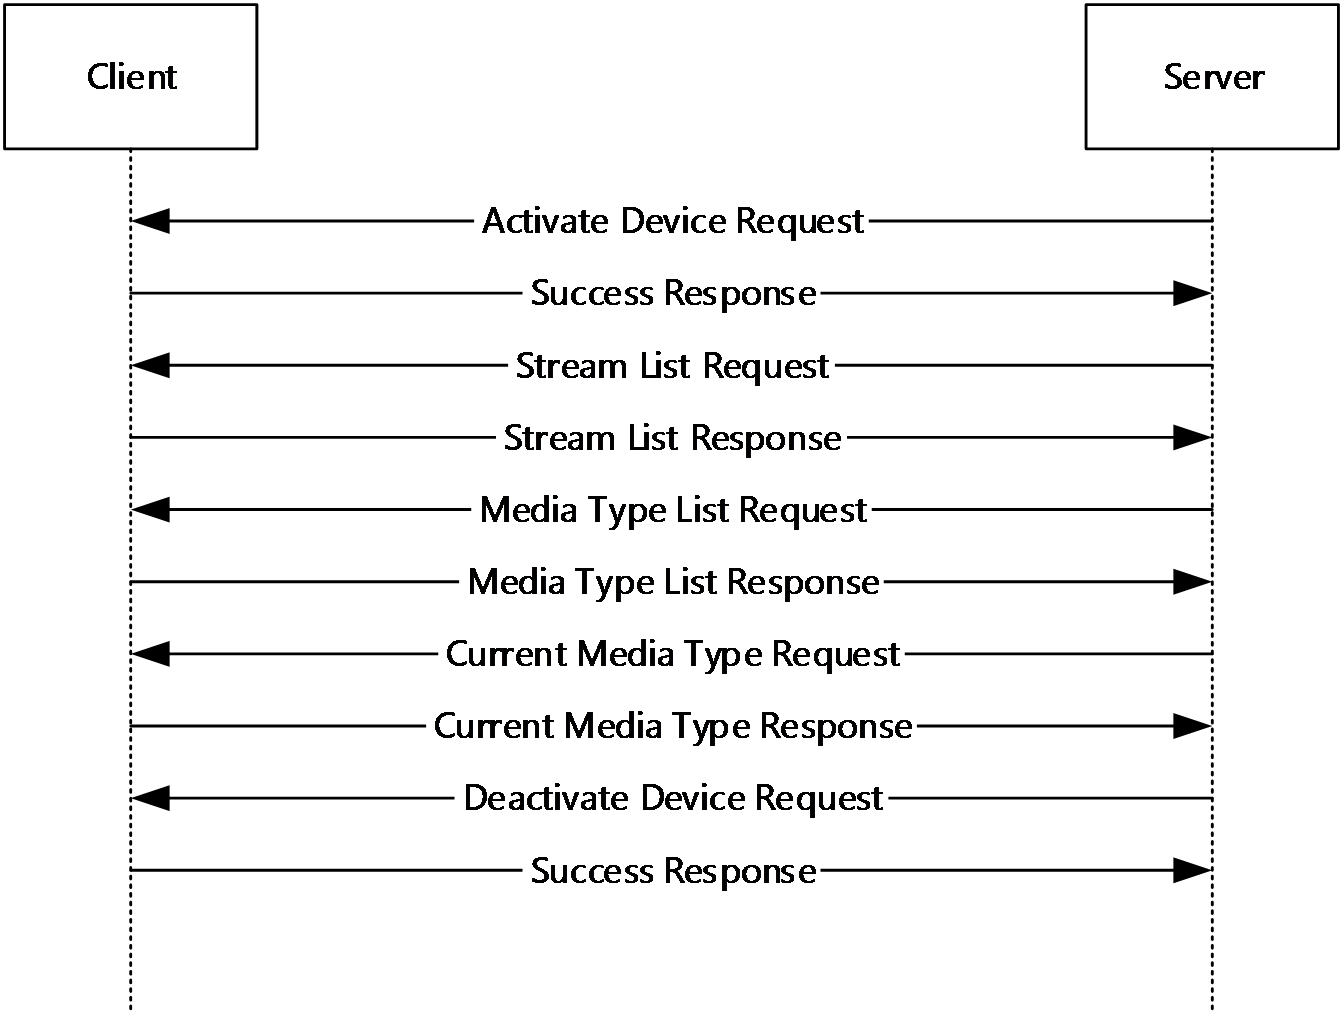 Client
Server
Activate Device Request
Success Response
Stream List Request
Stream List Response
Media Type List Request
Media Type List Response
Current Media Type Request
Current Media Type Response
Deactivate Device Request
Success Response